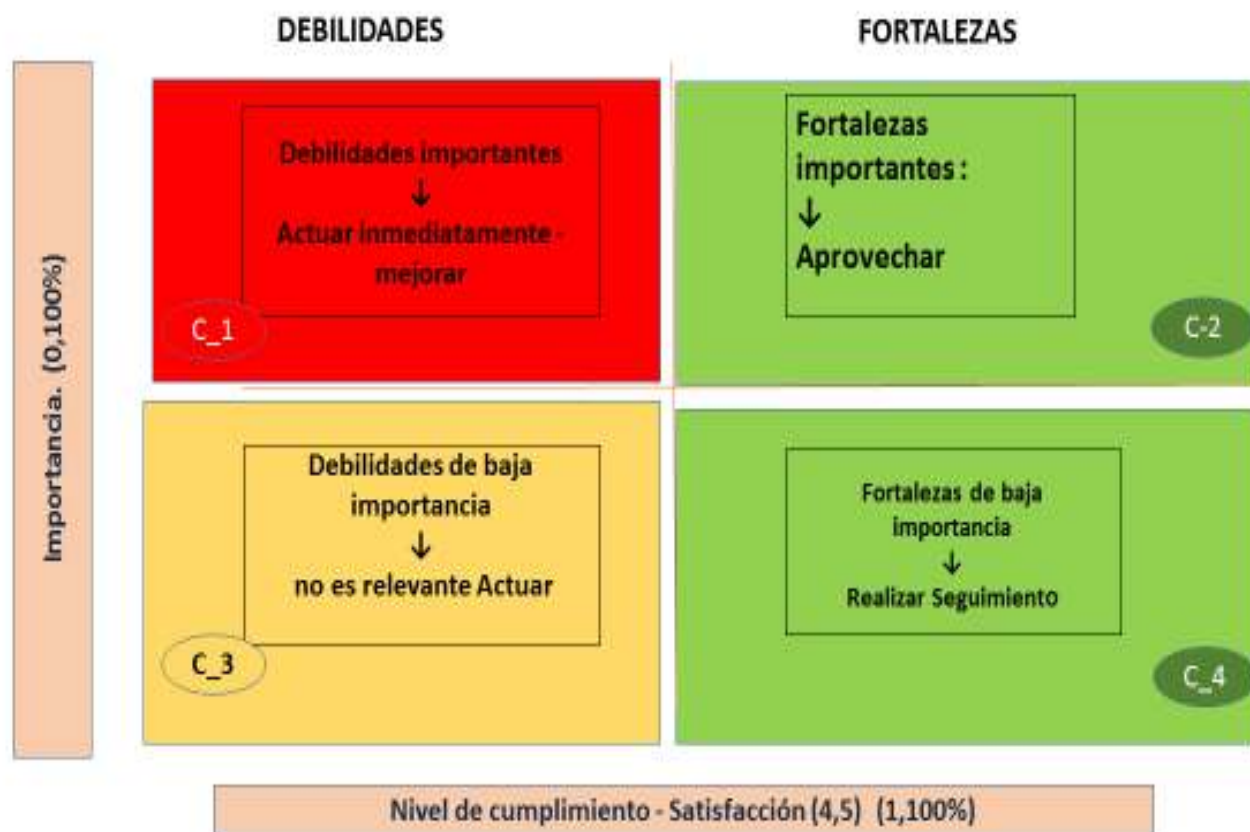 DEBILIDADES
FORTALEZAS
Importancia. (0,100%)
Debilidades importantes
↓
Actuar inmediatamente -
mejorar
C_1
Fortalezas
importantes :
↓
Aprovechar
C-2
Debilidades de baja
importancia
↓
no es relevante Actuar
C_3
Fortalezas de baja
importancia
↓
Realizar Seguimiento
C_4
Nivel de cumplimiento - Satisfacción (4,5) (1,100%)